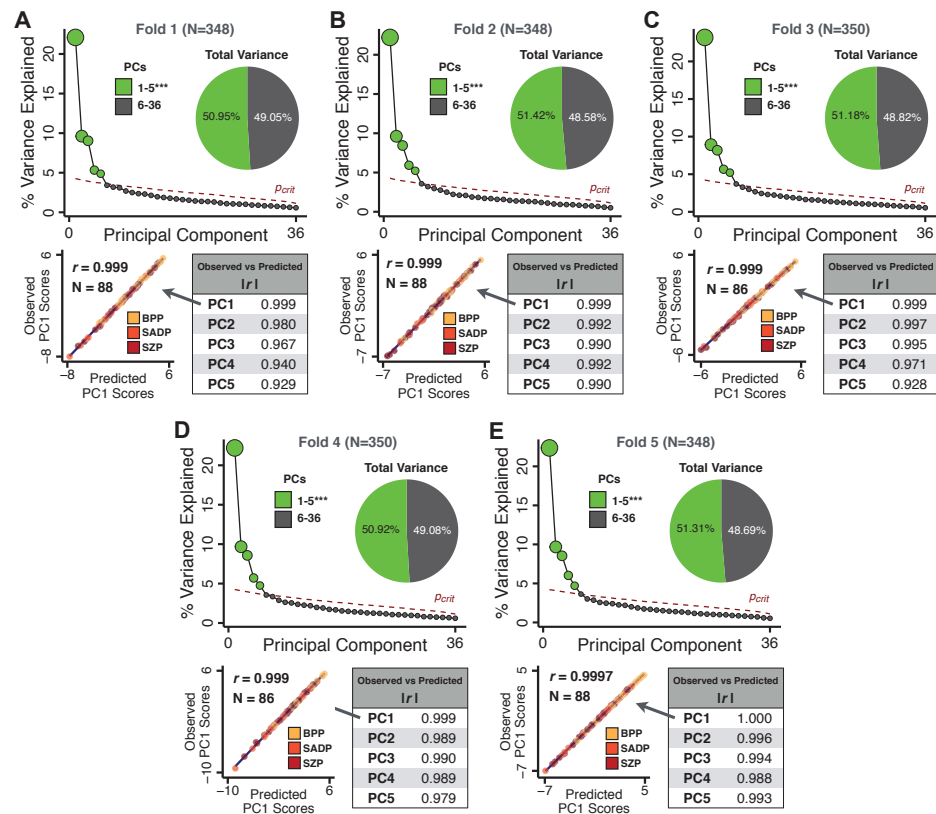 A
Fold 1 (N=348)
% Variance Explained
20
15
10
5
0
PCs
1-5***
6-36
Total Variance
50.95%
49.05%
pcrit
0
Principal Component
36
Observed
PC1 Scores
6
−8
r = 0.999
N = 88
BPP
SADP
SZP
−8
6
Predicted
PC1 Scores
Observed vs Predicted
|r|
PC1 0.999
PC2 0.980
PC3 0.967
PC4 0.940
PC5 0.929
B
Fold 2 (N=348)
% Variance Explained
20
15
10
5
0
PCs
1-5***
6-36
Total Variance
51.42%
48.58%
pcrit
0
Principal Component
36
Observed
PC1 Scores
6
−7
r = 0.999
N = 88
BPP
SADP
SZP
−7
6
Predicted
PC1 Scores
Observed vs Predicted
|r|
PC1 0.999
PC2 0.992
PC3 0.990
PC4 0.992
PC5 0.990
C
Fold 3 (N=350)
% Variance Explained
20
15
10
5
0
PCs
1-5***
6-36
Total Variance
51.18%
48.82%
pcrit
0
Principal Component
36
Observed
PC1 Scores
6
−6
r = 0.999
N = 86
BPP
SADP
SZP
−6
6
Predicted
PC1 Scores
Observed vs Predicted
|r|
PC1 0.999
PC2 0.997
PC3 0.995
PC4 0.971
PC5 0.928
D
Fold 4 (N=350)
% Variance Explained
20
15
10
5
0
PCs
1-5***
6-36
Total Variance
50.92%
49.08%
pcrit
0
Principal Component
36
Observed
PC1 Scores
6
−10
r = 0.999
N = 86
BPP
SADP
SZP
−10
6
Predicted
PC1 Scores
Observed vs Predicted
|r|
PC1 0.999
PC2 0.989
PC3 0.990
PC4 0.989
PC5 0.979
E
Fold 5 (N=348)
% Variance Explained
20
15
10
5
0
PCs
1-5***
6-36
Total Variance
51.31%
48.69%
pcrit
0
Principal Component
36
Observed
PC1 Scores
5
−7
r = 0.9997
N = 88
BPP
SADP
SZP
−7
5
Predicted
PC1 Scores
Observed vs Predicted
|r|
PC1 1.000
PC2 0.996
PC3 0.994
PC4 0.988
PC5 0.993